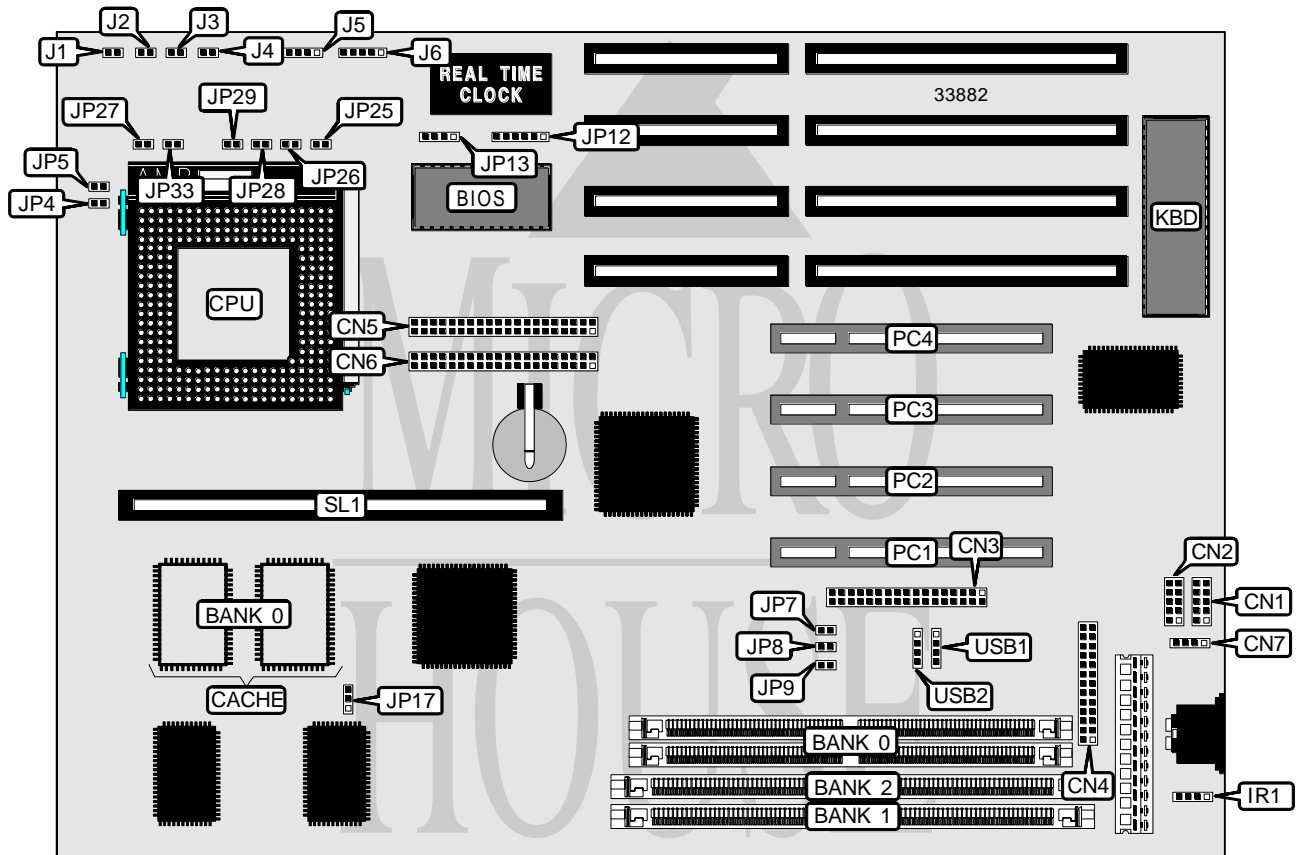 J1
J2
J3
J4
J5
J6
REAL TIME
CLOCK
33882
JP27
JP29
JP25
JP12
JP13
JP5
JP4
JP33
JP28
JP26
BIOS
KBD
CPU
CN5
CN6
PC4
PC3
PC2
PC1
SL1
CN3
CN2
CN1
CN7
BANK 0
CACHE
JP17
JP7
JP8
JP9
USB1
USB2
BANK 0
BANK 2
BANK 1
CN4
IR1
MICRO
HOUSE